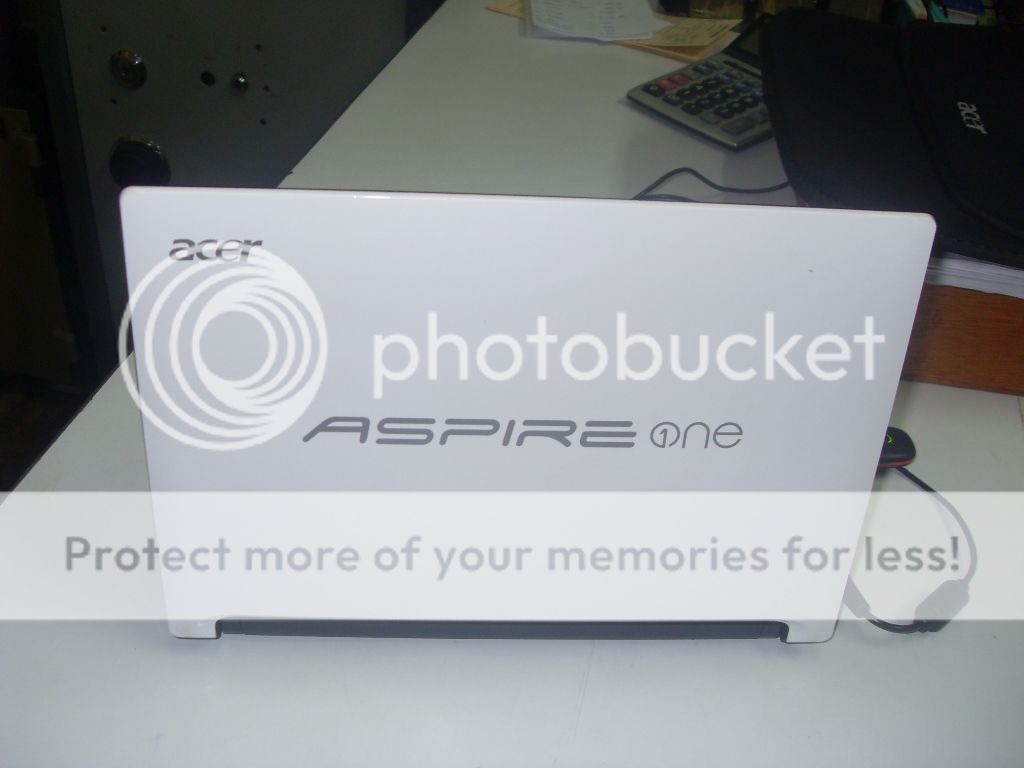 acer
acer
photobucket
ASPIRE one
Protect more of your memories for less!